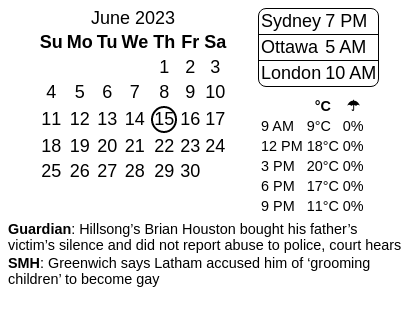 June 2023
Su Mo Tu We Th Fr Sa
1 2 3
4 5 6 7 8 9 10
11 12 13 14 15 16 17
18 19 20 21 22 23 24
25 26 27 28 29 30
Sydney 7 PM
Ottawa 5 AM
London 10 AM
°C ☂
9 AM 9°C 0%
12 PM 18°C 0%
3 PM 20°C 0%
6 PM 17°C 0%
9 PM 11°C 0%
Guardian: Hillsong’s Brian Houston bought his father’s
victim’s silence and did not report abuse to police, court hears
SMH: Greenwich says Latham accused him of ‘grooming
children’ to become gay